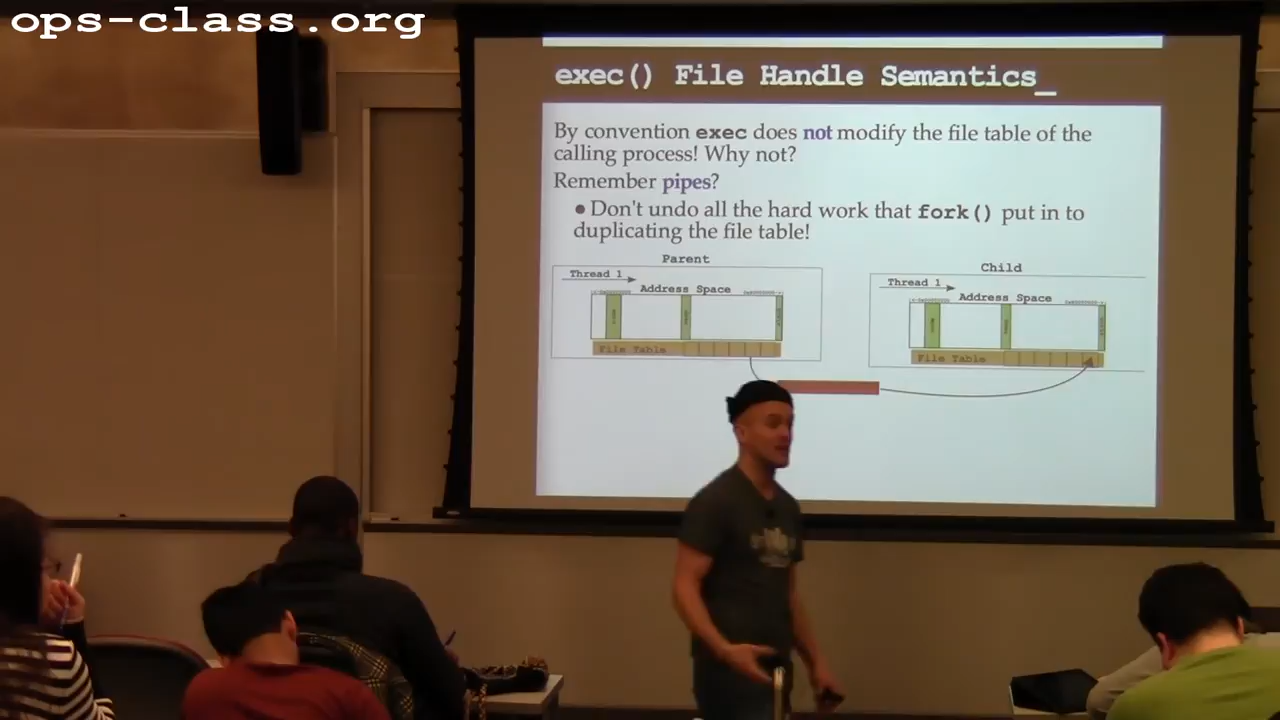 ops-class.org
exec() File Handle Semantics_
By convention exec does not modify the file table of the
calling process! Why not?
Remember pipes?
● Don't undo all the hard work that fork() put in to
duplicating the file table!
Parent
Thread 1
Address Space
File Table
Child
Thread 1
Address Space
File Table